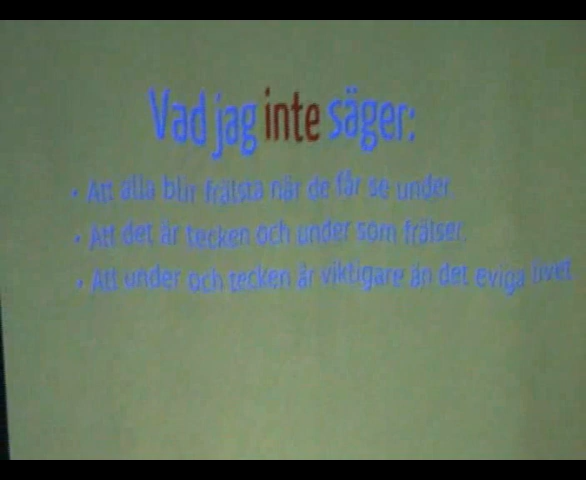 Vad jag inte säger:
• Att alla blir frälsta när de får se under.
• Att det är tecken och under som frälser.
• Att under och tecken är viktigare än det eviga livet